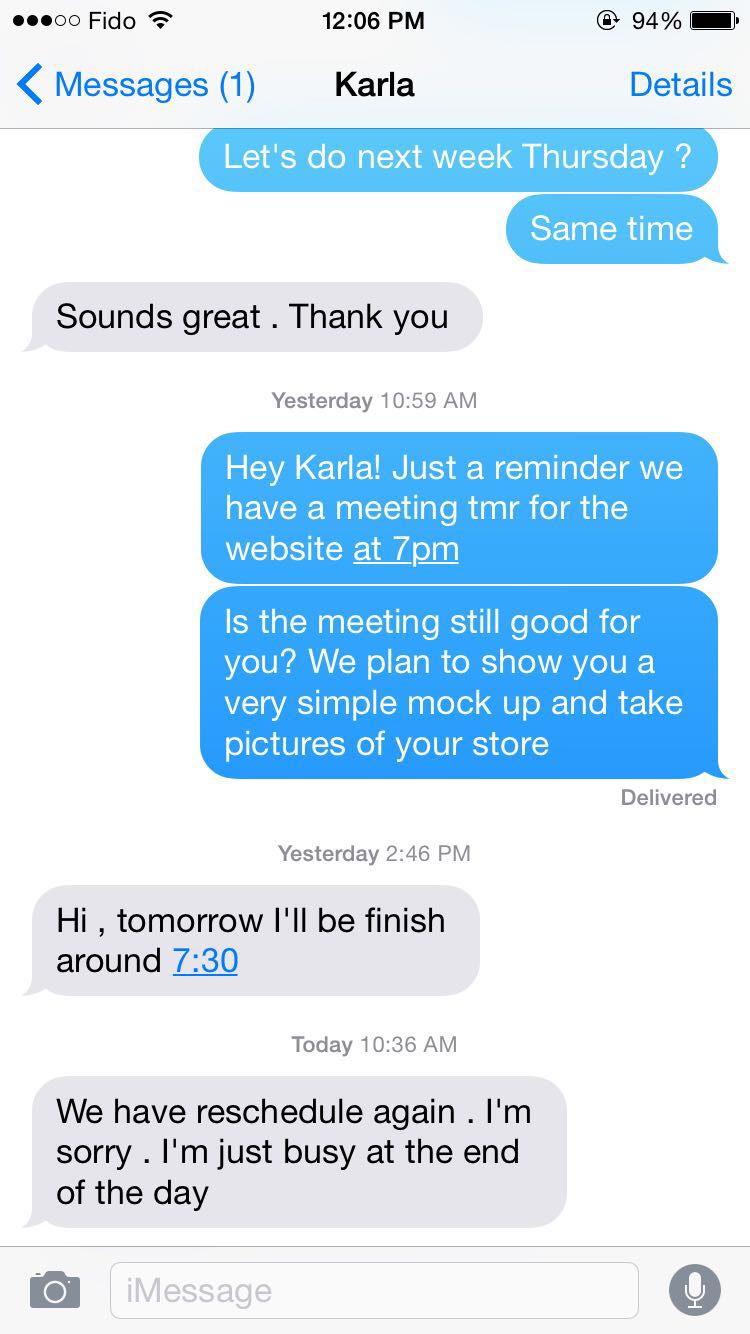 Fido 12:06 PM 94%
Messages (1) Karla Details
Let's do next week Thursday ?
Same time
Sounds great . Thank you
Yesterday 10:59 AM
Hey Karla! Just a reminder we
have a meeting tmr for the
website at 7pm
Is the meeting still good for
you? We plan to show you a
very simple mock up and take
pictures of your store
Delivered
Yesterday 2:46 PM
Hi , tomorrow I'll be finish
around 7:30
Today 10:36 AM
We have reschedule again . I'm
sorry . I'm just busy at the end
of the day
iMessage